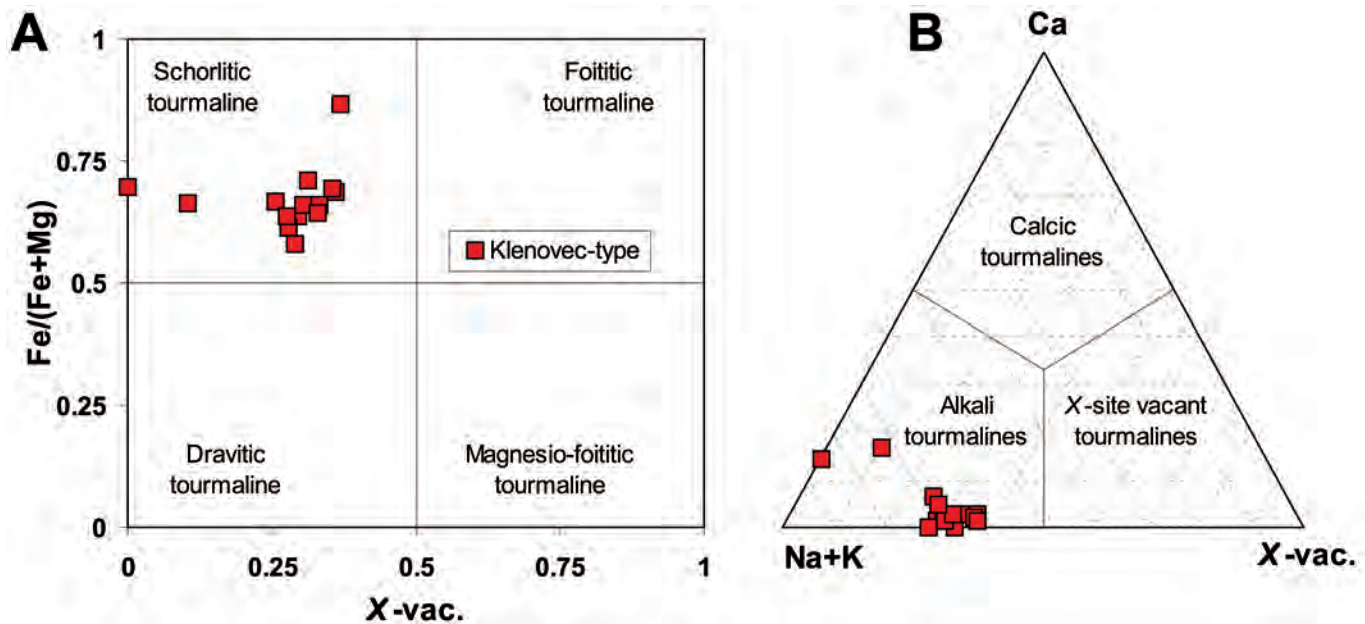 A
1
0.75
0.5
0.25
0
Fe/(Fe+Mg)
Schorlitic
tourmaline
Foititic
tourmaline
Klenovec-type
Dravitic
tourmaline
Magnesio-foititic
tourmaline
0 0.25 0.5 0.75 1
X-vac.
B
Ca
Calcic
tourmalines
Alkali
tourmalines
X-site vacant
tourmalines
Na+K
X-vac.